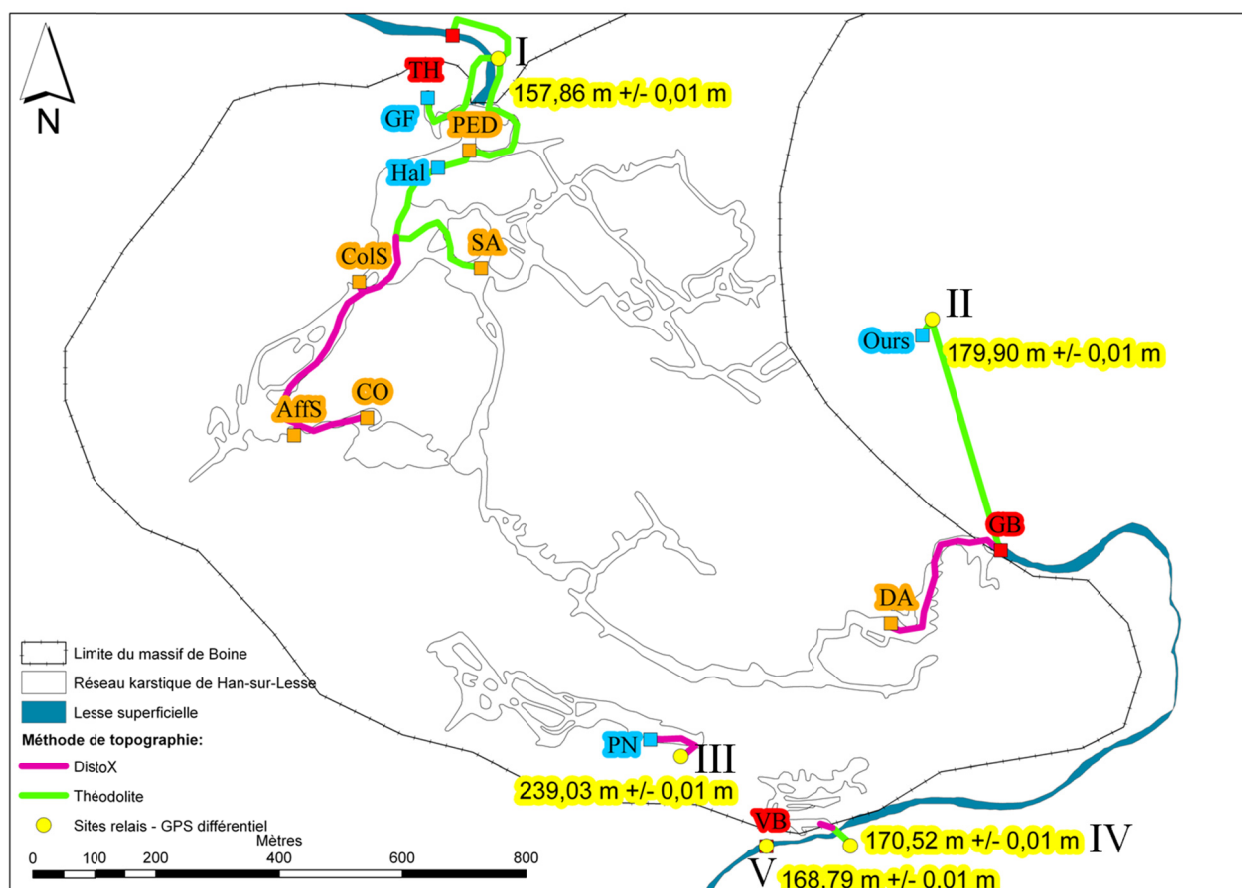 I
TH
157,86 m +/- 0,01 m
GF
PED
N
Hal
SA
ColS
II
Ours
179,90 m +/- 0,01 m
CO
AffS
GB
DA
Limite du massif de Boine
Réseau karstique de Han-sur-Lesse
Lesse superficielle
Méthode de topographie:
PN
III
DistoX
239,03 m +/- 0,01 m
Théodolite
VB
Sites relais - GPS différentiel
170,52 m +/- 0,01 m
IV
Mètres
V
0 100 200 400 600 800
168,79 m +/- 0,01 m